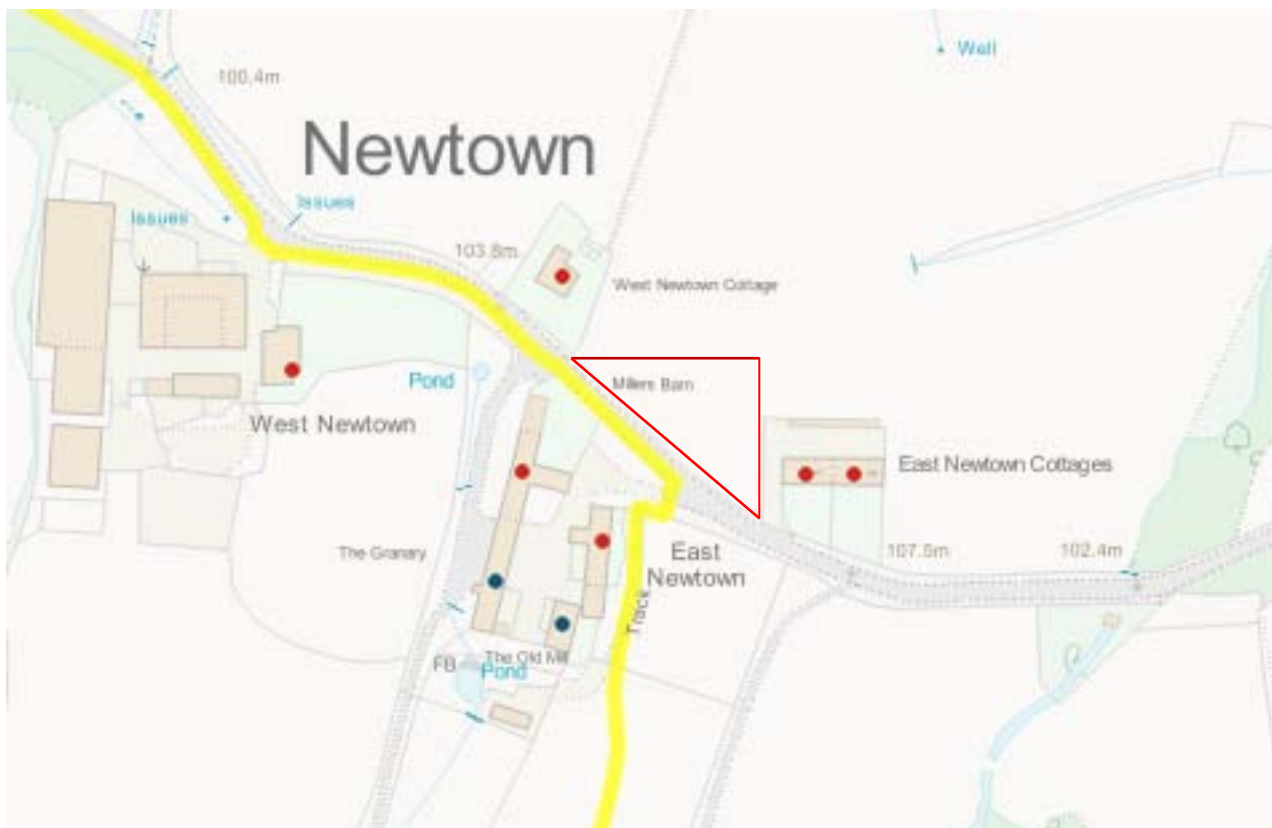 Well
100.4m
Newtown
Issues
Issues
103.8m
West Newtown Cottage
Pond
Millers Barn
West Newtown
East Newtown Cottages
The Granary
East
Newtown
107.5m
102.4m
Track
FB
The Old Mill
Pond